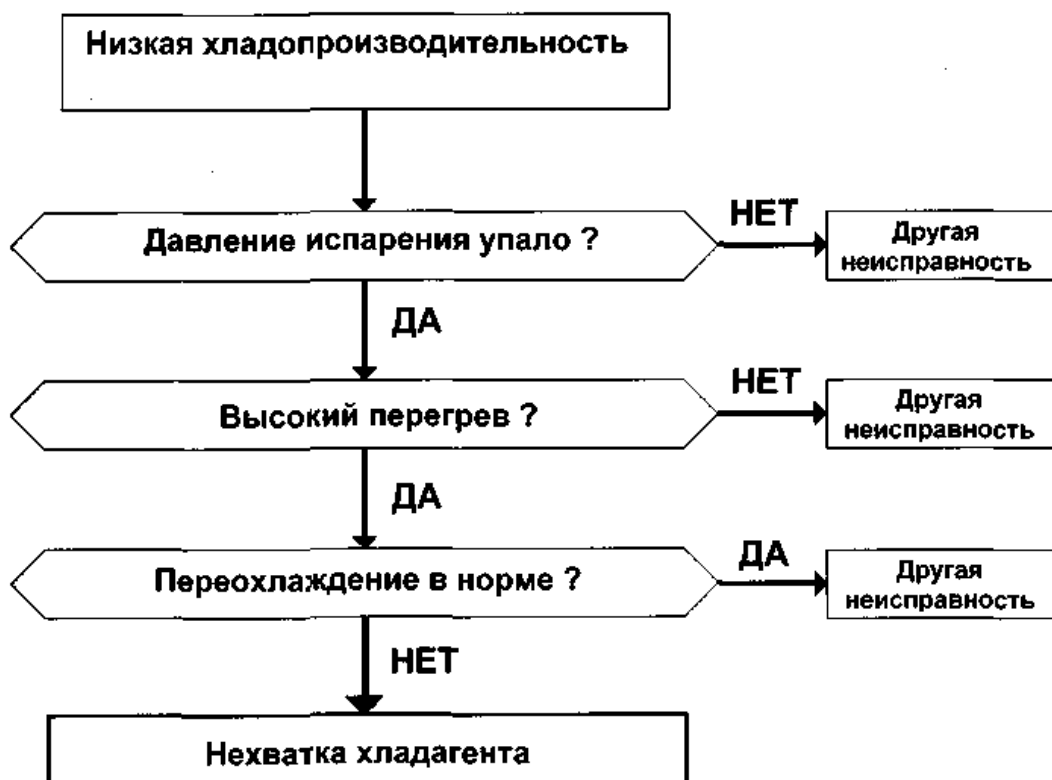 Низкая хладопроизводительность
Давление испарения упало ?
НЕТ
Другая
неисправность
ДА
Высокий перегрев ?
НЕТ
Другая
неисправность
ДА
Переохлаждение в норме ?
ДА
Другая
неисправность
НЕТ
Нехватка хладагента